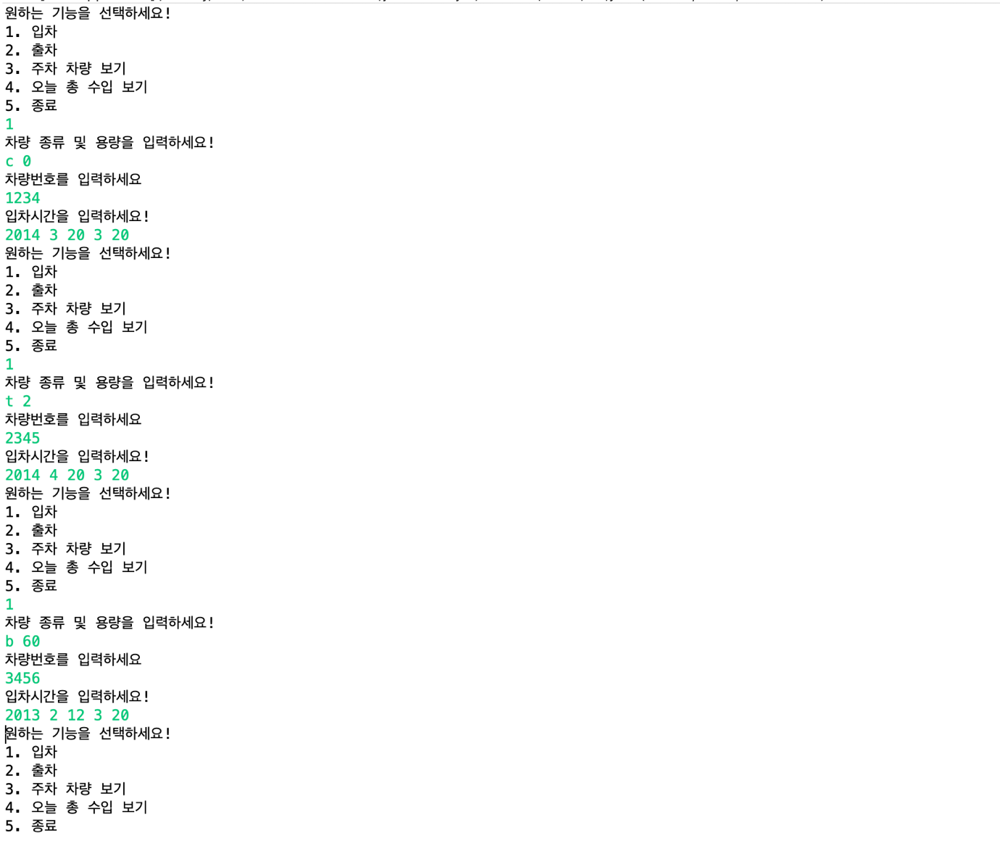 원하는 기능을 선택하세요!
1. 입차
2. 출차
3. 주차 차량 보기
4. 오늘 총 수입 보기
5. 종료
1
차량 종류 및 용량을 입력하세요!
c 0
차량번호를 입력하세요
1234
입차시간을 입력하세요!
2014 3 20 3 20
원하는 기능을 선택하세요!
1. 입차
2. 출차
3. 주차 차량 보기
4. 오늘 총 수입 보기
5. 종료
1
차량 종류 및 용량을 입력하세요!
t 2
차량번호를 입력하세요
2345
입차시간을 입력하세요!
2014 4 20 3 20
원하는 기능을 선택하세요!
1. 입차
2. 출차
3. 주차 차량 보기
4. 오늘 총 수입 보기
5. 종료
1
차량 종류 및 용량을 입력하세요!
b 60
차량번호를 입력하세요
3456
입차시간을 입력하세요!
2013 2 12 3 20
원하는 기능을 선택하세요!
1. 입차
2. 출차
3. 주차 차량 보기
4. 오늘 총 수입 보기
5. 종료